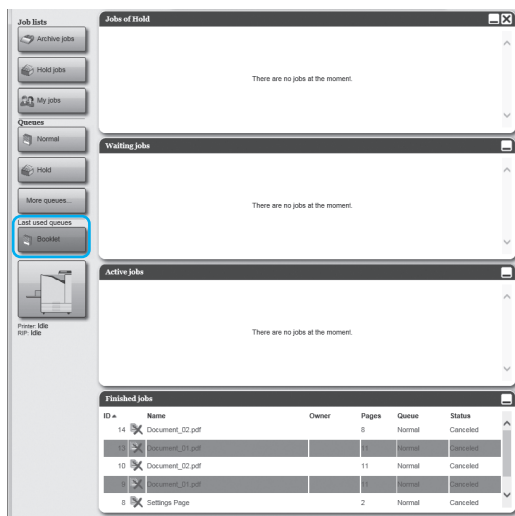 Job lists
Archive jobs
Hold jobs
My jobs
Queues
Normal
Hold
More queues...
Last used queues
Booklet
Printer: Idle
RIP: Idle
Jobs of Hold
There are no jobs at the moment.
Waiting jobs
There are no jobs at the moment.
Active jobs
There are no jobs at the moment.
Finished jobs
ID Name Owner Pages Queue Status
14 Document_02.pdf 8 Normal Canceled
13 Document_01.pdf 11 Normal Canceled
10 Document_02.pdf 11 Normal Canceled
9 Document_01.pdf 11 Normal Canceled
8 Settings Page 2 Normal Canceled